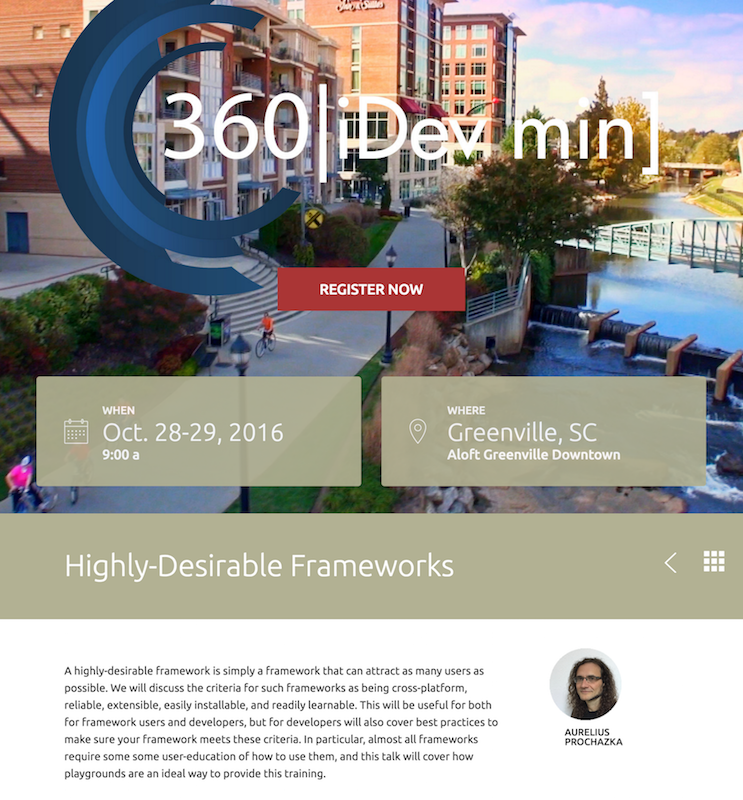 360|iDev min]
REGISTER NOW
WHEN
Oct. 28-29, 2016
9:00 a
WHERE
Greenville, SC
Aloft Greenville Downtown
Highly-Desirable Frameworks
A highly-desirable framework is simply a framework that can attract as many users as
possible. We will discuss the criteria for such frameworks as being cross-platform,
reliable, extensible, easily installable, and readily learnable. This will be useful for both
for framework users and developers, but for developers will also cover best practices to
make sure your framework meets these criteria. In particular, almost all frameworks
require some some user-education of how to use them, and this talk will cover how
playgrounds are an ideal way to provide this training.
AURELIUS
PROCHAZKA